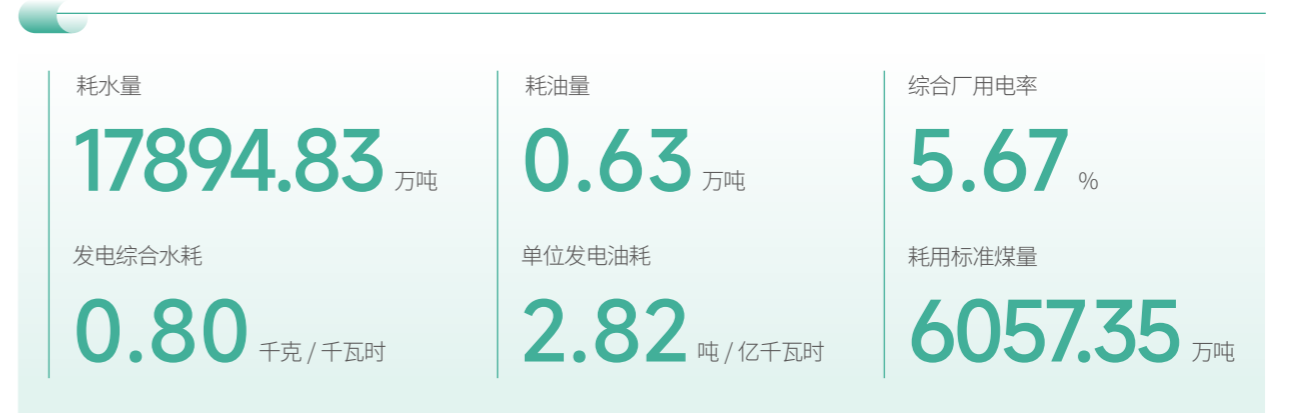 耗水量
17894.83 万吨
耗油量
0.63 万吨
综合厂用电率
5.67 %
发电综合水耗
0.80 千克 / 千瓦时
单位发电油耗
2.82 吨 / 亿千瓦时
耗用标准煤量
6057.35 万吨